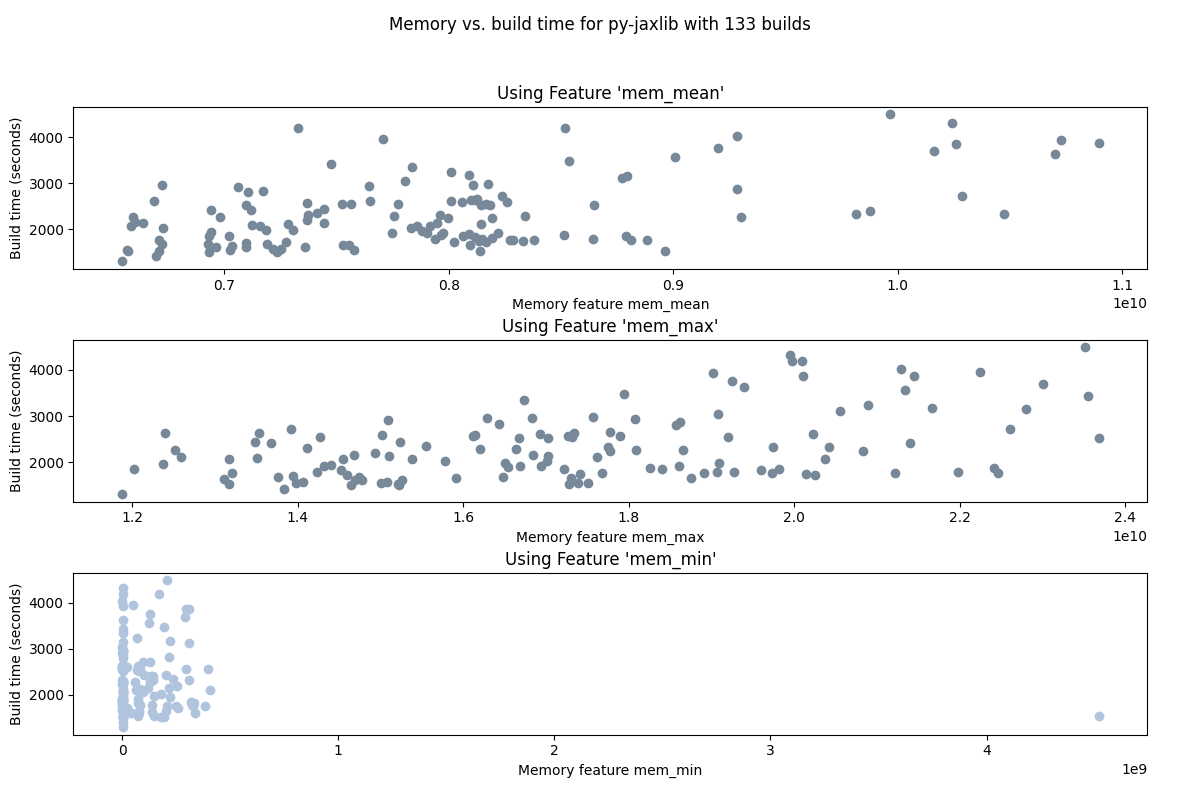 Memory vs. build time for py-jaxlib with 133 builds
Using Feature 'mem_mean'
Build time (seconds)
4000
3000
2000
0.7 0.8 0.9 1.0 1.1
1e10
Memory feature mem_mean
Using Feature 'mem_max'
Build time (seconds)
4000
3000
2000
1.2 1.4 1.6 1.8 2.0 2.2 2.4
1e10
Memory feature mem_max
Using Feature 'mem_min'
Build time (seconds)
4000
3000
2000
0 1 2 3 4
1e9
Memory feature mem_min